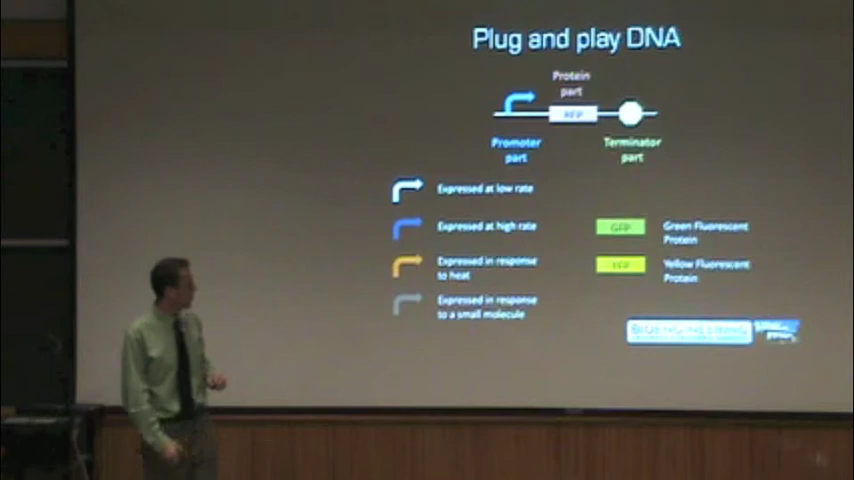 Plug and play DNA
Protein
part
RFP
Promoter
part
Terminator
part
Expressed at low rate
Expressed at high rate
GFP
Green Fluorescent
Protein
Expressed in response
to heat
YFP
Yellow Fluorescent
Protein
Expressed in response
to a small molecule
BIOENGINEERING